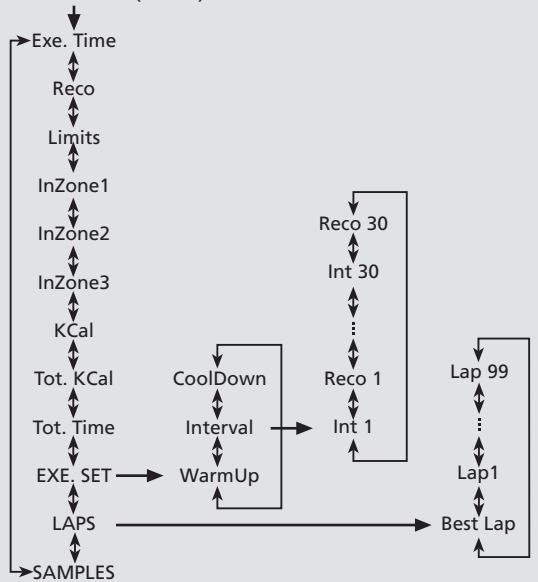 Exe. Time
Reco
Limits
InZone1
InZone2
InZone3
KCal
Tot. KCal
Tot. Time
EXE. SET
LAPS
SAMPLES
CoolDown
Interval
WarmUp
Reco 30
Int 30
Reco 1
Int 1
Lap 99
Lap1
Best Lap